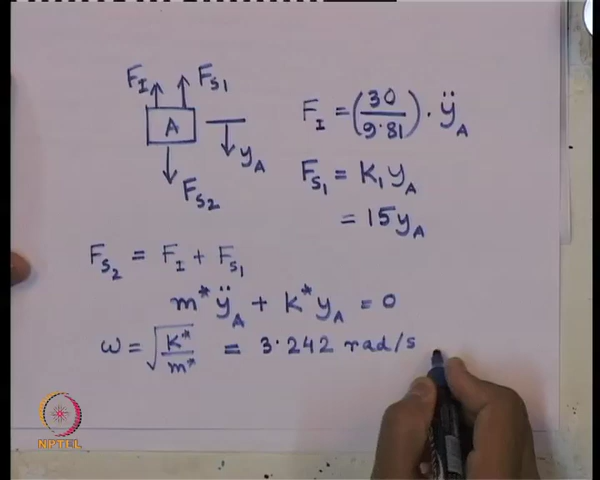 F_I F_S1
A
y_A
F_S2
F_I = (30/9.81) · ÿ_A
F_S1 = K_1 y_A
= 15 y_A
F_S2 = F_I + F_S1
m* ÿ_A + K* y_A = 0
ω = √(K*/m*) = 3.242 rad/s
NPTEL